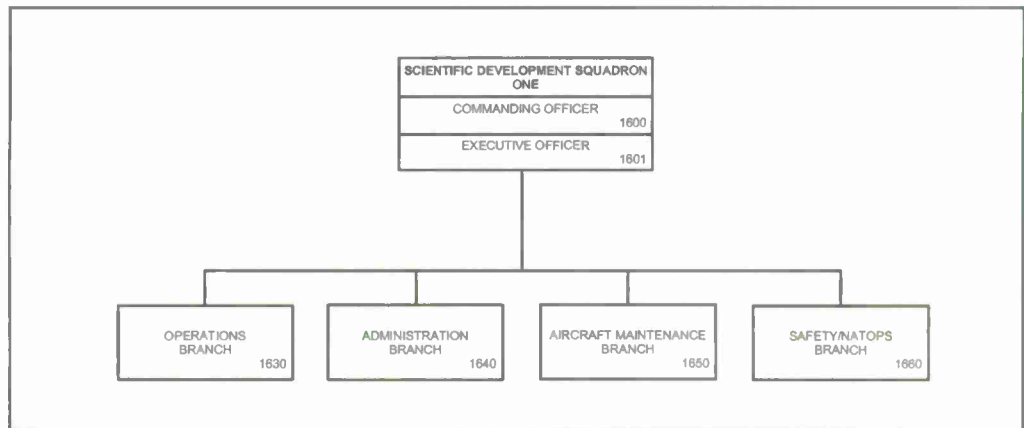 SCIENTIFIC DEVELOPMENT SQUADRON
ONE
COMMANDING OFFICER
1600
EXECUTIVE OFFICER
1601
OPERATIONS
BRANCH
1630
ADMINISTRATION
BRANCH
1640
AIRCRAFT MAINTENANCE
BRANCH
1650
SAFETY/NATOPS
BRANCH
1660